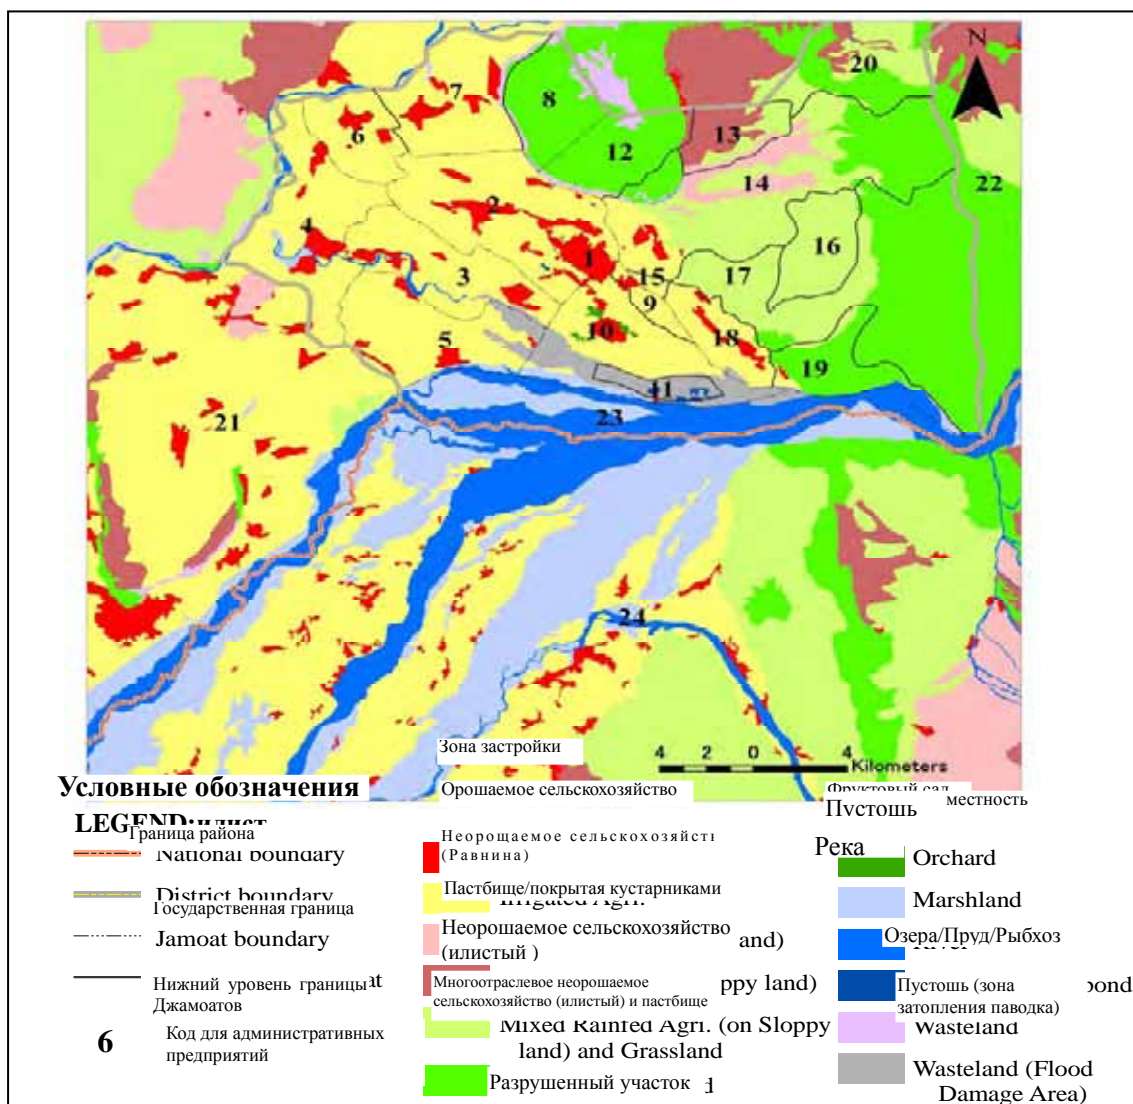 N
20
7
8
6
13
12
14
22
2
4
16
1
3
17
15
9
10
18
5
19
11
23
21
24
Зона застройки
4 2 0 4
Kilometers
Условные обозначения
Орошаемое сельскохозяйство
Фруктовый сад
местность
Пустошь
LEGEND:
Граница района
National boundary
District boundary
Государственная граница
Jamoat boundary
Нижний уровень границы at
Джамоатов
6
Код для административных
предприятий
Неорощаемое сельскохозяйст
(Равнина)
Пастбище/покрытая кустарниками
Irrigated Agri.
Неорошаемое сельскохозяйство
(илистый ) and)
Многоотраслевое неорошаемое ppy land)
сельскохозяйство (илистый) и пастбище
Mixed Rainfed Agri. (on Sloppy
land) and Grassland
Разрушенный участок d
Река
Orchard
Marshland
Озера/Пруд/Рыбхоз
River
Пустошь (зона pond
затопления паводка)
Wasteland
Wasteland (Flood
Damage Area)